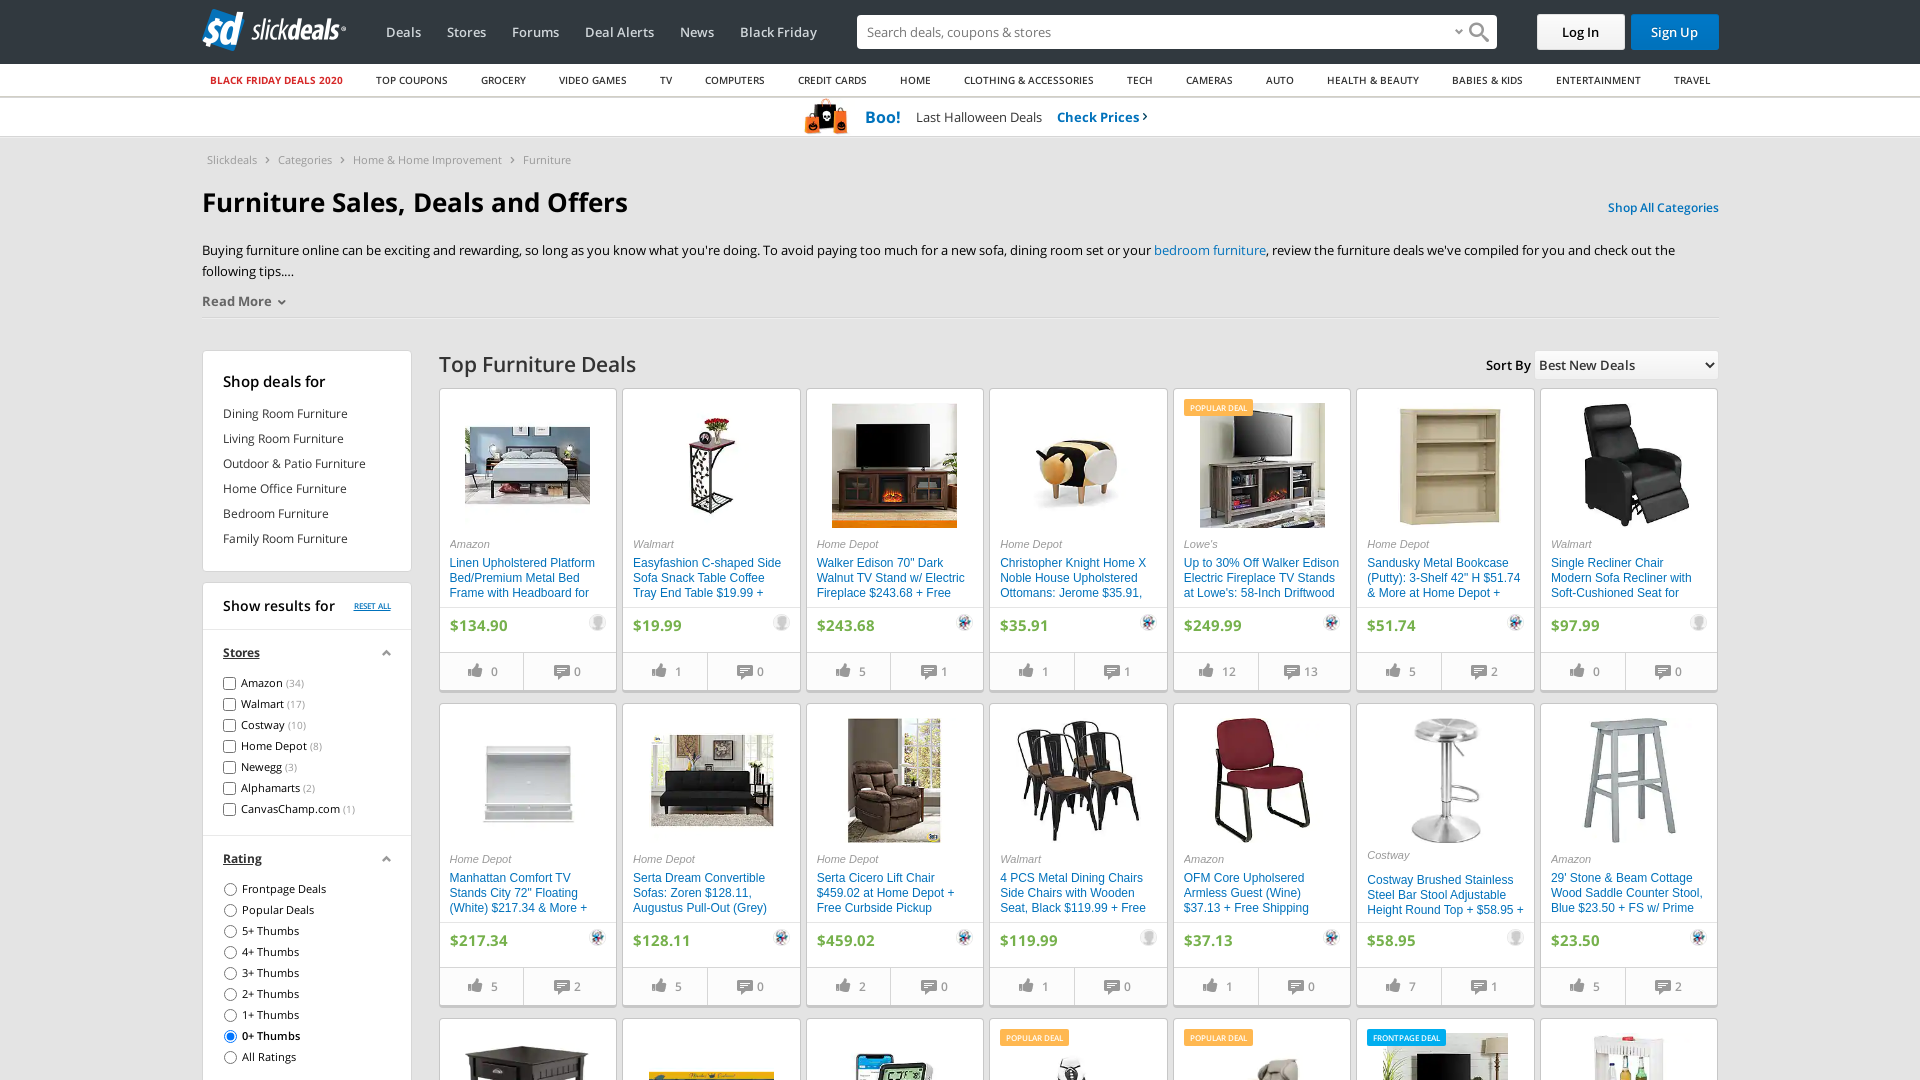 sd slickdeals
Deals
Stores
Forums
Deal Alerts
News
Black Friday
Search deals, coupons & stores
Log In
Sign Up
BLACK FRIDAY DEALS 2020
TOP COUPONS
GROCERY
VIDEO GAMES
TV
COMPUTERS
CREDIT CARDS
HOME
CLOTHING & ACCESSORIES
TECH
CAMERAS
AUTO
HEALTH & BEAUTY
BABIES & KIDS
ENTERTAINMENT
TRAVEL
Boo! Last Halloween Deals Check Prices
Slickdeals > Categories > Home & Home Improvement > Furniture
Furniture Sales, Deals and Offers
Shop All Categories
Buying furniture online can be exciting and rewarding, so long as you know what you're doing. To avoid paying too much for a new sofa, dining room set or your bedroom furniture, review the furniture deals we've compiled for you and check out the
following tips....
Read More
Shop deals for
Dining Room Furniture
Living Room Furniture
Outdoor & Patio Furniture
Home Office Furniture
Bedroom Furniture
Family Room Furniture
Show results for
RESET ALL
Stores
Amazon (34)
Walmart (17)
Costway (10)
Home Depot (8)
Newegg (3)
Alphamarts (2)
CanvasChamp.com (1)
Rating
Frontpage Deals
Popular Deals
5+ Thumbs
4+ Thumbs
3+ Thumbs
2+ Thumbs
1+ Thumbs
0+ Thumbs
All Ratings
Top Furniture Deals
Sort By
Best New Deals
Amazon
Linen Upholstered Platform
Bed/Premium Metal Bed
Frame with Headboard for
$134.90
0
0
Walmart
Easyfashion C-shaped Side
Sofa Snack Table Coffee
Tray End Table $19.99 +
$19.99
1
0
Home Depot
Walker Edison 70" Dark
Walnut TV Stand w/ Electric
Fireplace $243.68 + Free
$243.68
5
1
Home Depot
Christopher Knight Home X
Noble House Upholstered
Ottomans: Jerome $35.91,
$35.91
1
1
POPULAR DEAL
Lowe's
Up to 30% Off Walker Edison
Electric Fireplace TV Stands
at Lowe's: 58-Inch Driftwood
$249.99
12
13
Home Depot
Sandusky Metal Bookcase
(Putty): 3-Shelf 42" H $51.74
& More at Home Depot +
$51.74
5
2
Walmart
Single Recliner Chair
Modern Sofa Recliner with
Soft-Cushioned Seat for
$97.99
0
0
Home Depot
Manhattan Comfort TV
Stands City 72" Floating
(White) $217.34 & More +
$217.34
5
2
Home Depot
Serta Dream Convertible
Sofas: Zoren $128.11,
Augustus Pull-Out (Grey)
$128.11
5
0
Home Depot
Serta Cicero Lift Chair
$459.02 at Home Depot +
Free Curbside Pickup
$459.02
2
0
Walmart
4 PCS Metal Dining Chairs
Side Chairs with Wooden
Seat, Black $119.99 + Free
$119.99
1
0
Amazon
OFM Core Upholsered
Armless Guest (Wine)
$37.13 + Free Shipping
$37.13
1
0
Costway
Costway Brushed Stainless
Steel Bar Stool Adjustable
Height Round Top + $58.95 +
$58.95
7
1
Amazon
29' Stone & Beam Cottage
Wood Saddle Counter Stool,
Blue $23.50 + FS w/ Prime
$23.50
5
2
POPULAR DEAL
POPULAR DEAL
FRONTPAGE DEAL